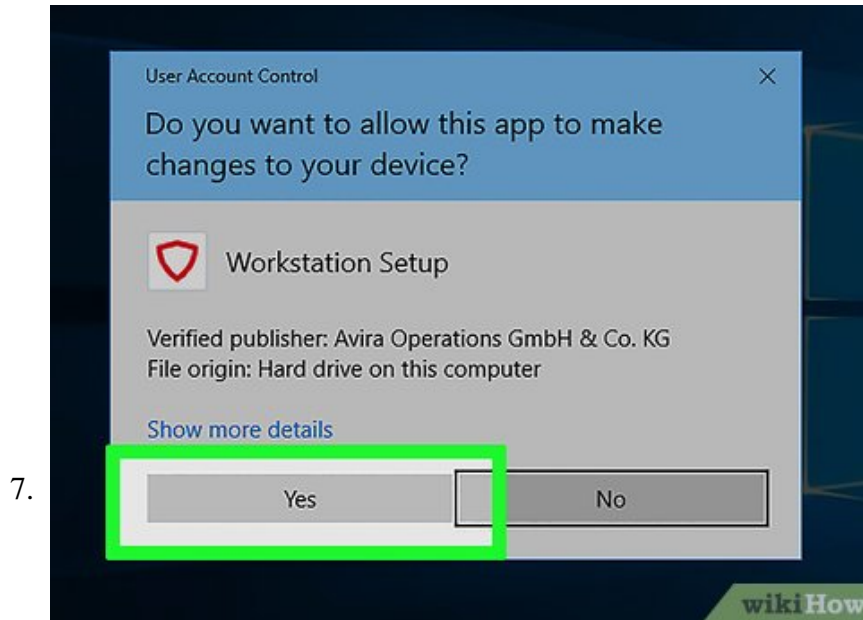 User Account Control
Do you want to allow this app to make
changes to your device?
Workstation Setup
Verified publisher: Avira Operations GmbH & Co. KG
File origin: Hard drive on this computer
Show more details
7.
Yes
No
wikiHow